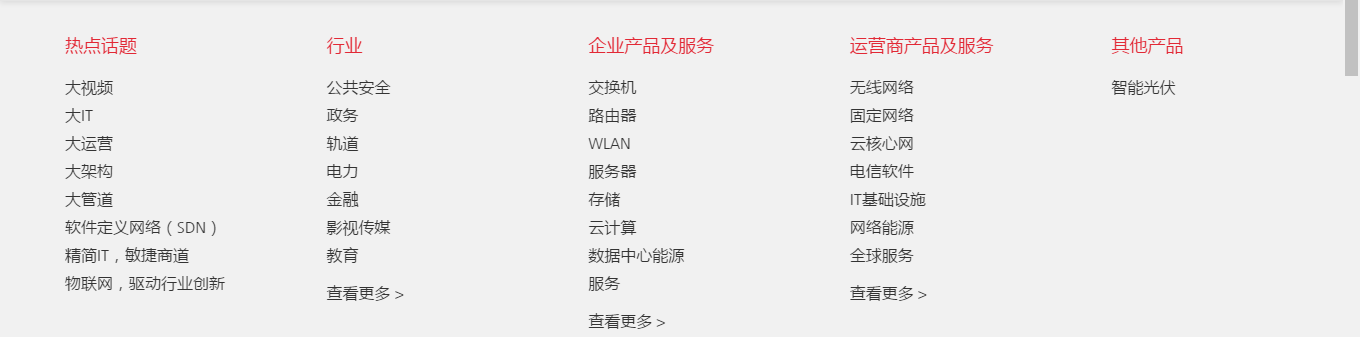 热点话题
大视频
大IT
大运营
大架构
大管道
软件定义网络（SDN）
精简IT，敏捷商道
物联网，驱动行业创新
行业
公共安全
政务
轨道
电力
金融
影视传媒
教育
查看更多 >
企业产品及服务
交换机
路由器
WLAN
服务器
存储
云计算
数据中心能源
服务
查看更多 >
运营商产品及服务
无线网络
固定网络
云核心网
电信软件
IT基础设施
网络能源
全球服务
查看更多 >
其他产品
智能光伏